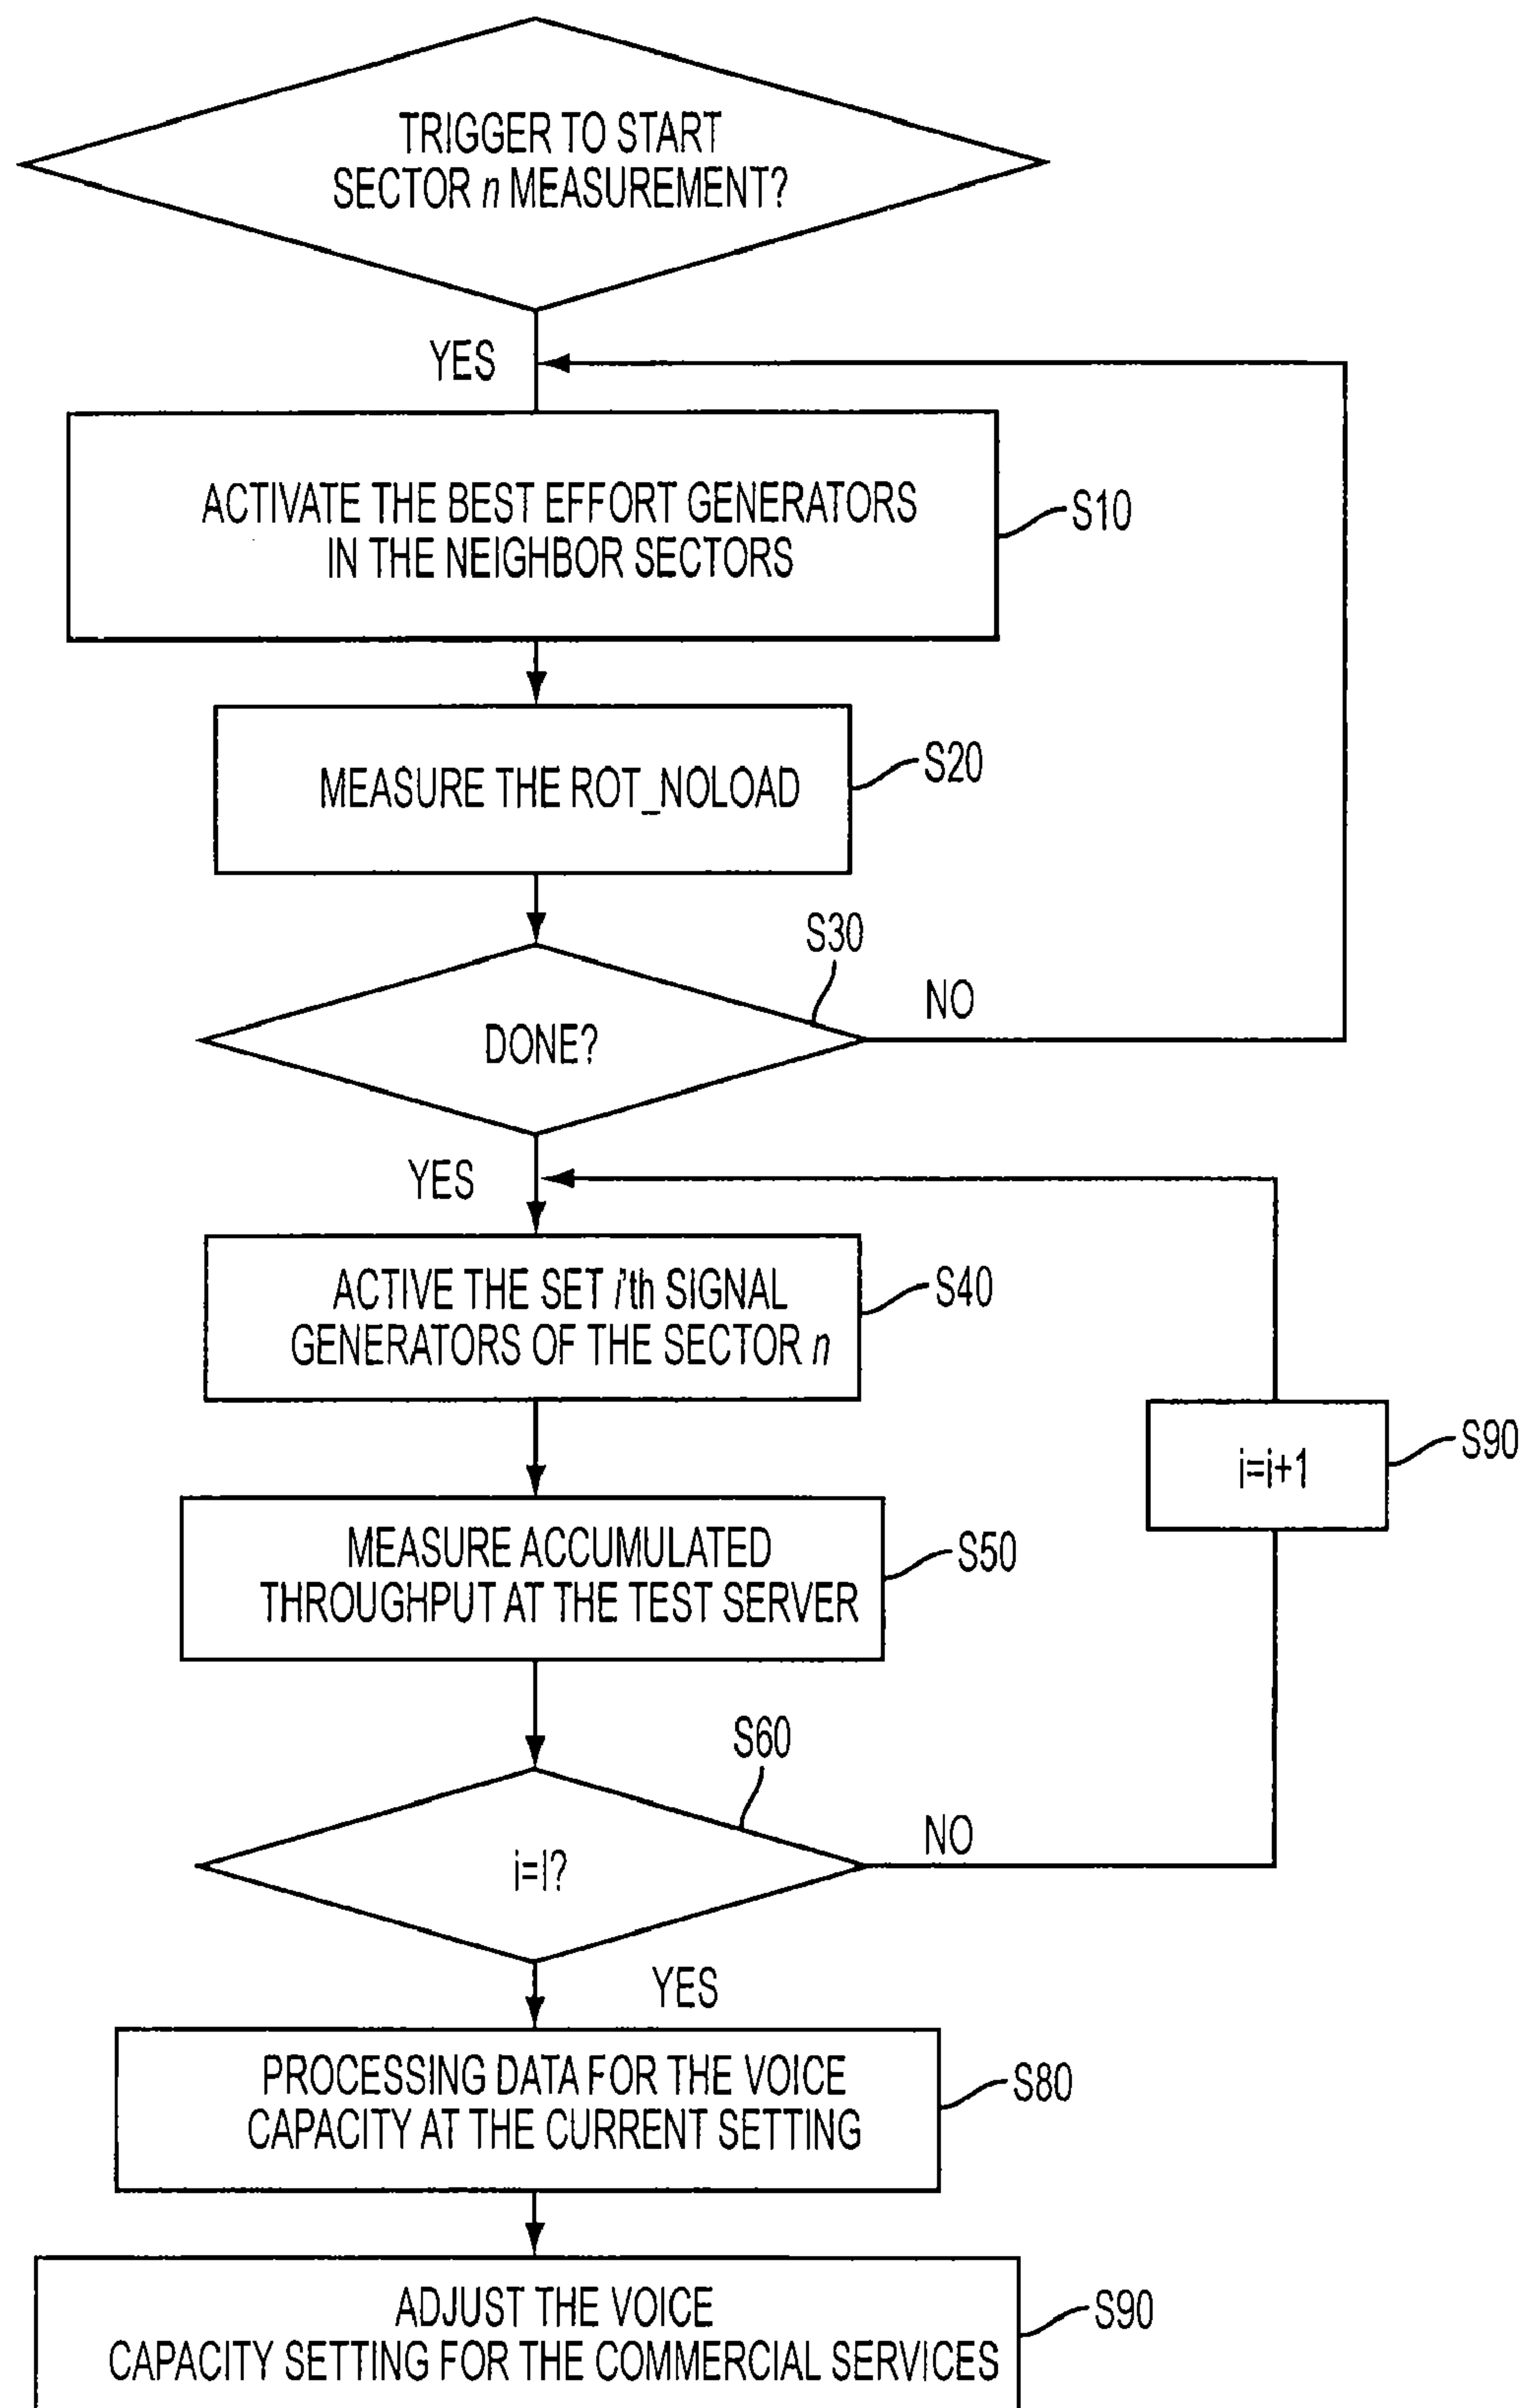 TRIGGER TO START
SECTOR n MEASUREMENT?
YES
ACTIVATE THE BEST EFFORT GENERATORS
IN THE NEIGHBOR SECTORS
S10
MEASURE THE ROT_NOLOAD
S20
S30
NO
DONE?
YES
ACTIVE THE SET i'th SIGNAL
GENERATORS OF THE SECTOR n
S40
i=i+1
S90
MEASURE ACCUMULATED
THROUGHPUT AT THE TEST SERVER
S50
S60
NO
i=I?
YES
PROCESSING DATA FOR THE VOICE
CAPACITY AT THE CURRENT SETTING
S80
ADJUST THE VOICE
CAPACITY SETTING FOR THE COMMERCIAL SERVICES
S90